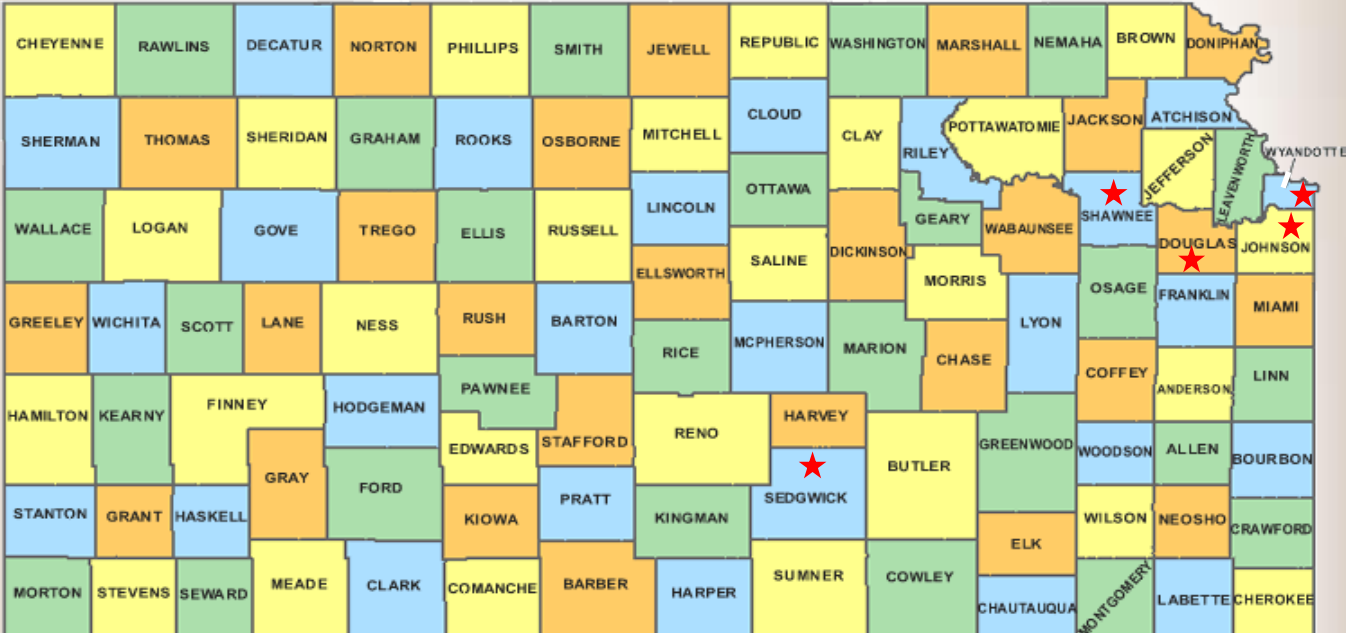 CHEYENNE
RAWLINS
DECATUR
NORTON
PHILLIPS
SMITH
JEWELL
REPUBLIC
WASHINGTON
MARSHALL
NEMAHA
BROWN
DONIPHAN
SHERMAN
THOMAS
SHERIDAN
GRAHAM
ROOKS
OSBORNE
MITCHELL
CLOUD
CLAY
RILEY
POTTAWATOMIE
JACKSON
ATCHISON
JEFFERSON
LEAVENWORTH
WYANDOTTE
WALLACE
LOGAN
GOVE
TREGO
ELLIS
RUSSELL
LINCOLN
OTTAWA
GEARY
WABAUNSEE
SHAWNEE
DOUGLAS
JOHNSON
ELLSWORTH
SALINE
DICKINSON
MORRIS
OSAGE
FRANKLIN
MIAMI
GREELEY
WICHITA
SCOTT
LANE
NESS
RUSH
BARTON
RICE
MCPHERSON
MARION
CHASE
LYON
COFFEY
ANDERSON
LINN
HAMILTON
KEARNY
FINNEY
HODGEMAN
PAWNEE
EDWARDS
STAFFORD
RENO
HARVEY
BUTLER
GREENWOOD
WOODSON
ALLEN
BOURBON
GRAY
FORD
PRATT
SEDGWICK
STANTON
GRANT
HASKELL
KIOWA
KINGMAN
ELK
WILSON
NEOSHO
CRAWFORD
MORTON
STEVENS
SEWARD
MEADE
CLARK
COMANCHE
BARBER
HARPER
SUMNER
COWLEY
CHAUTAUQUA
MONTGOMERY
LABETTE
CHEROKEE